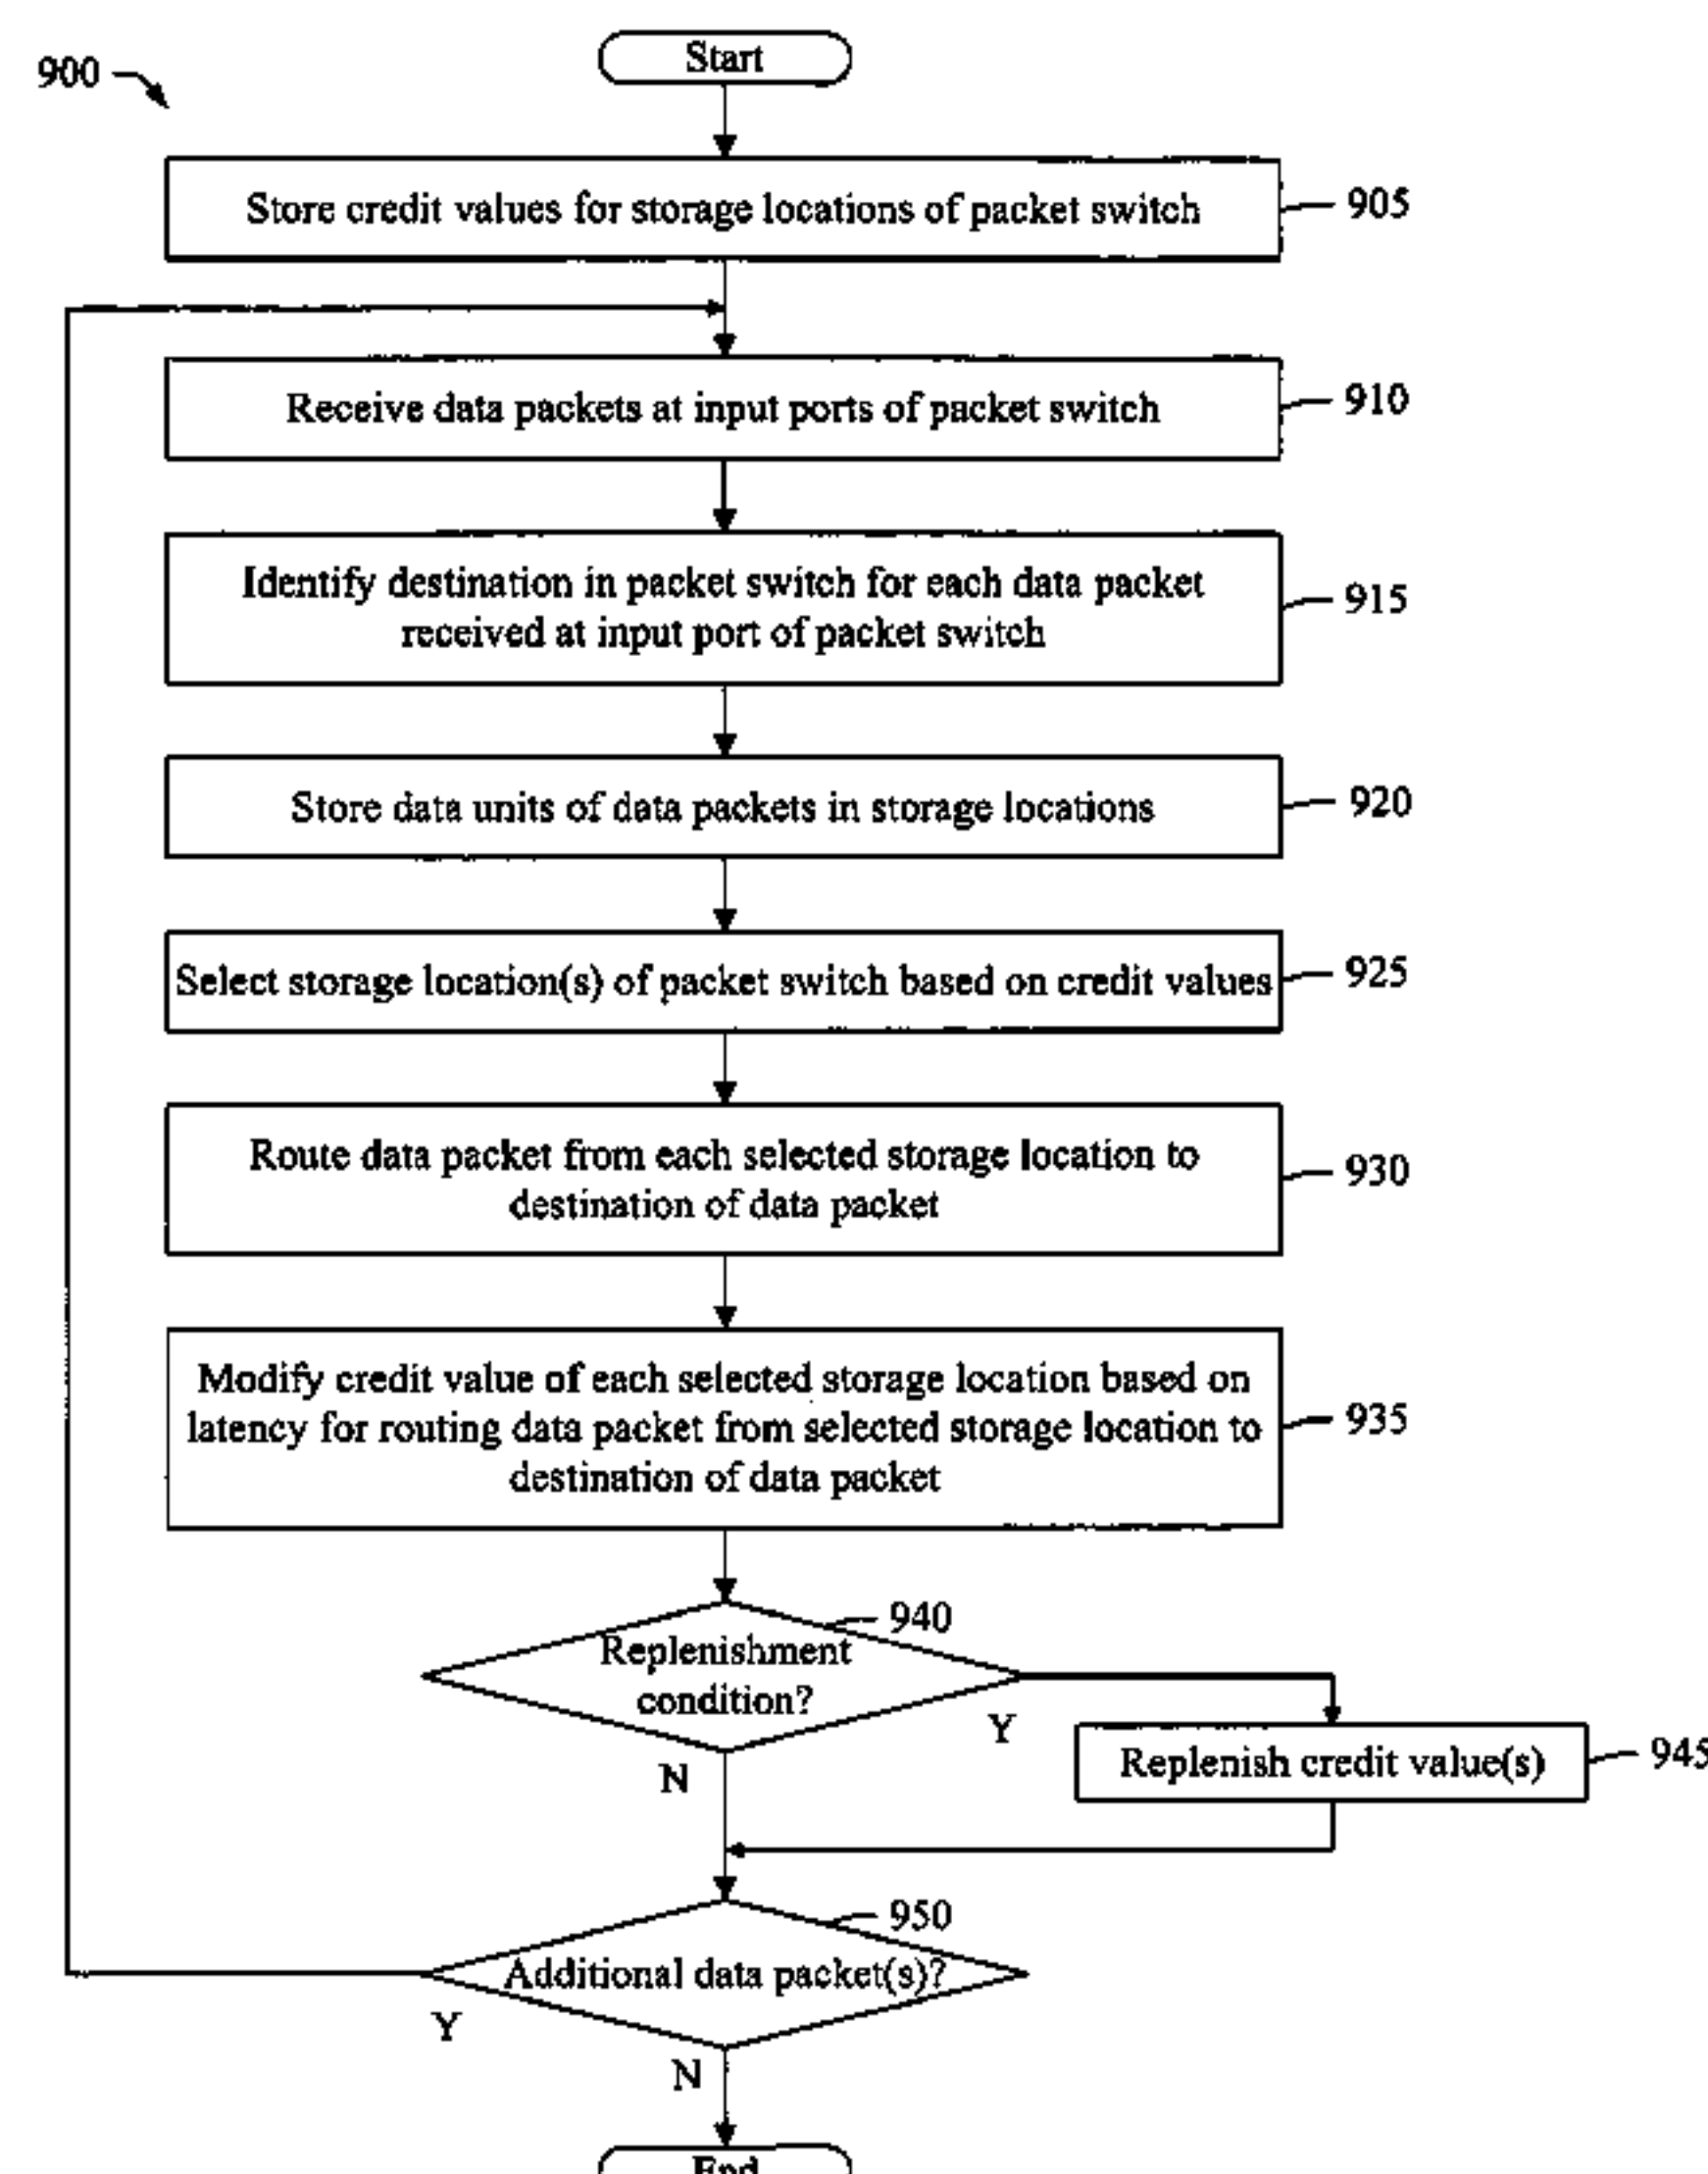 900
Start
Store credit values for storage locations of packet switch
905
Receive data packets at input ports of packet switch
910
Identify destination in packet switch for each data packet
received at input port of packet switch
915
Store data units of data packets in storage locations
920
Select storage location(s) of packet switch based on credit values
925
Route data packet from each selected storage location to
destination of data packet
930
Modify credit value of each selected storage location based on
latency for routing data packet from selected storage location to
destination of data packet
935
940
Replenishment
condition?
Y
N
Replenish credit value(s)
945
950
Additional data packet(s)?
Y
N
End